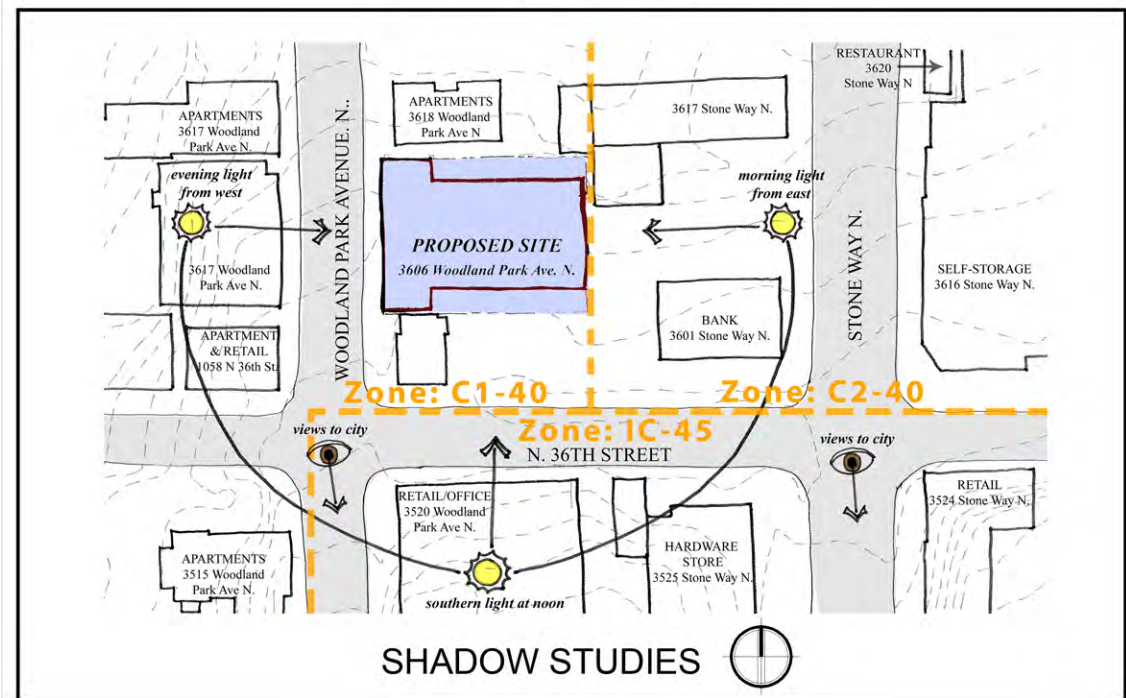 RESTAURANT
3620
Stone Way N
APARTMENTS
3617 Woodland
Park Ave N.
WOODLAND PARK AVENUE. N..
APARTMENTS
3618 Woodland
Park Ave N
3617 Stone Way N.
STONE WAY N.
evening light
from west
morning light
from east
PROPOSED SITE
3606 Woodland Park Ave. N.
3617 Woodland
Park Ave N.
SELF-STORAGE
3616 Stone Way N.
BANK
3601 Stone Way N.
APARTMENT
&RETAIL
1058 N 36th St.
Zone: C1-40
Zone: C2-40
Zone: IC-45
views to city
N. 36TH STREET
views to city
RETAIL/OFFICE
3520 Woodland
Park Ave N.
RETAIL
3524 Stone Way N.
APARTMENTS
3515 Woodland
Park Ave N.
HARDWARE
STORE
3525 Stone Way N.
southern light at noon
SHADOW STUDIES